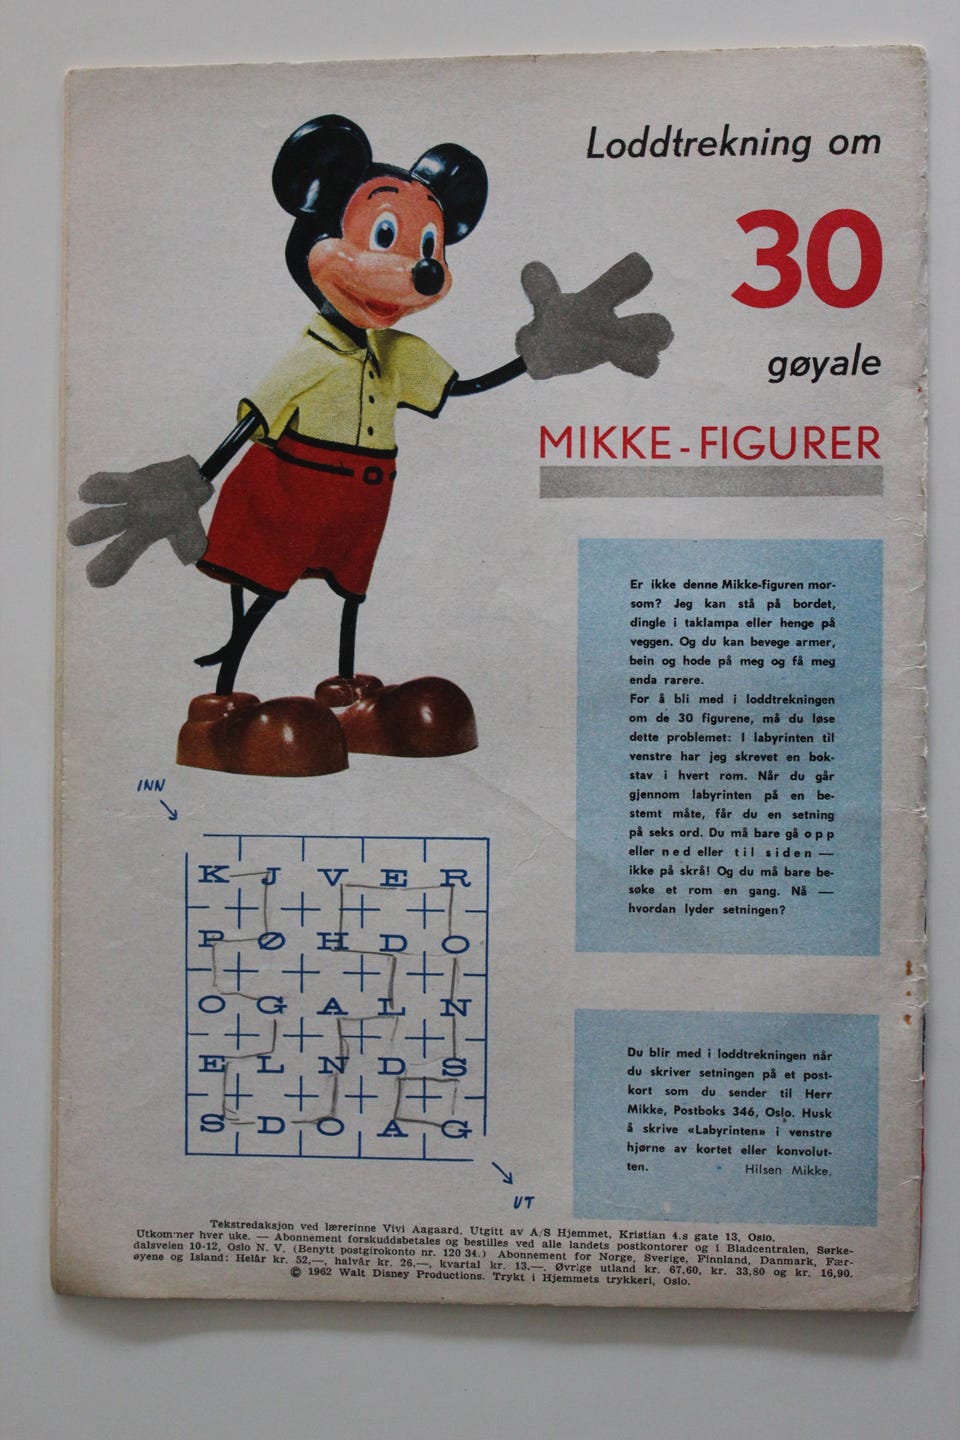 Loddtrekning om
30
gøyale
MIKKE-FIGURER
Er ikke denne Mikke-figuren mor-
som? Jeg kan stå på bordet,
dingle i taklampa eller henge på
veggen. Og du kan bevege armer,
bein og hode på meg og få meg
enda rarere.
For å bli med i loddtrekningen
om de 30 figurene, må du løse
dette problemet: I labyrinten til
venstre har jeg skrevet en bok-
stav i hvert rom. Når du går
gjennom labyrinten på en be-
stemt måte, får du en setning
på seks ord. Du må bare gå opp
eller ned eller til siden —
ikke på skrå! Og du må bare be-
søke et rom en gang. Nå —
hvordan lyder setningen?
INN
K J V E R
P Ø H D O
O G A L N
E L N D S
S D O A G
UT
Du blir med i loddtrekningen når
du skriver setningen på et post-
kort som du sender til Herr
Mikke, Postboks 346, Oslo. Husk
å skrive «Labyrinten» i venstre
hjørne av kortet eller konvolut-
ten. Hilsen Mikke.
Tekstredaksjon ved lærerinne Vivi Aagaard. Utgitt av A/S Hjemmet, Kristian 4.s gate 13, Oslo.
Utkommer hver uke. — Abonnement forskuddsbetales og bestilles ved alle landets postkontorer og i Bladcentralen, Sørke-
dalsveien 10-12, Oslo N. V. (Benytt postgirokonto nr. 120 34.) Abonnement for Norge, Sverige, Finnland, Danmark, Fær-
øyene og Island: Helår kr. 52,—, halvår kr. 26,—, kvartal kr. 13.—. Øvrige utland kr. 67,60, kr. 33,80 og kr. 16,90.
© 1962 Walt Disney Productions. Trykt i Hjemmets trykkeri, Oslo.